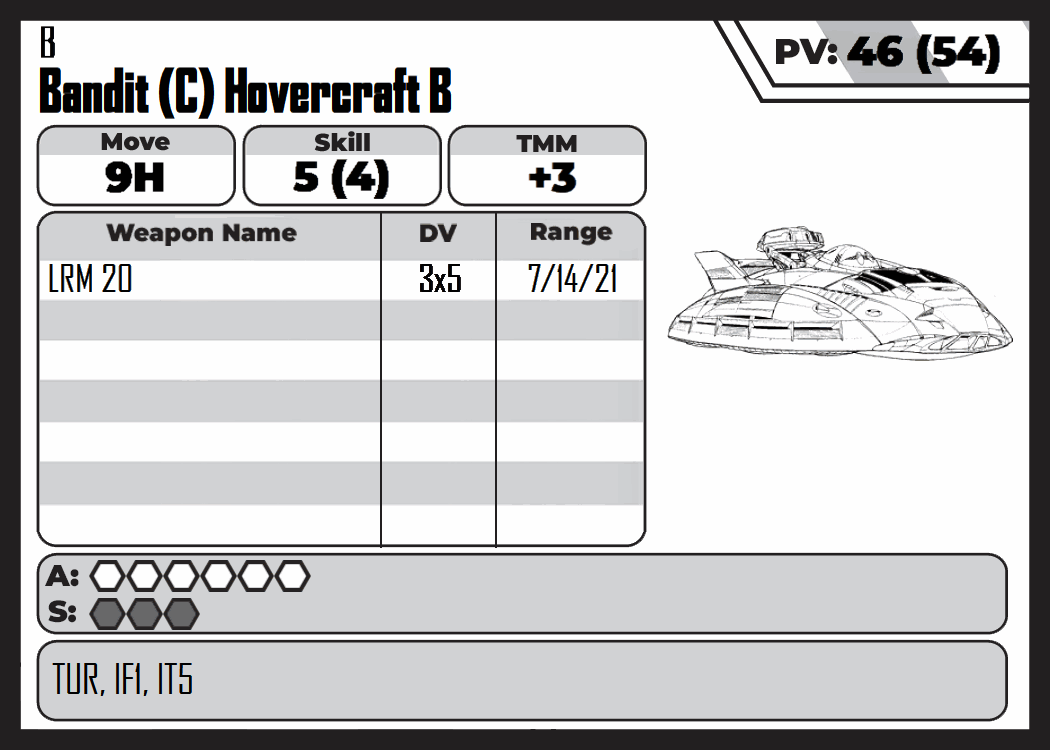 B
Bandit (C) Hovercraft B
PV: 46 (54)
Move Skill TMM
9H 5 (4) +3
Weapon Name DV Range
LRM 20 3x5 7/14/21
A:
S:
TUR, IF1, IT5